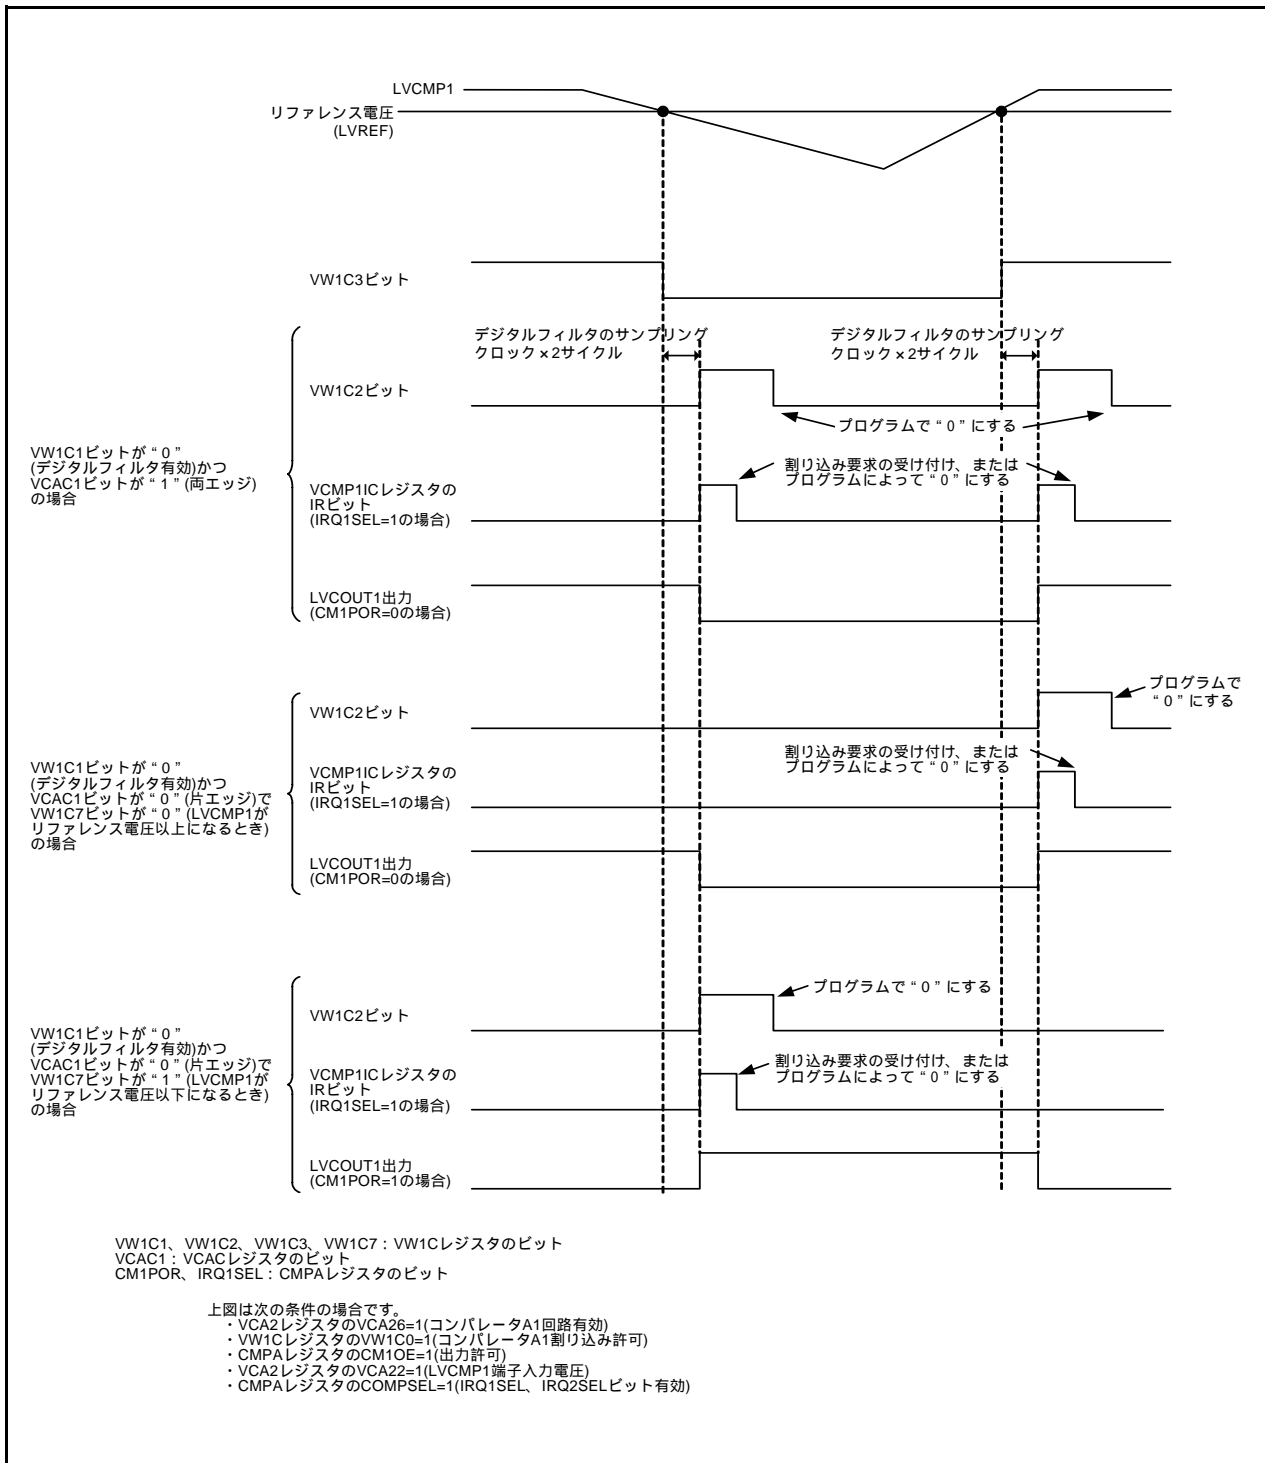 LVCMP1
リファレンス電圧
(LVREF)
VW1C3ビット
デジタルフィルタのサンプリング
クロック×2サイクル
デジタルフィルタのサンプリング
クロック×2サイクル
VW1C2ビット
プログラムで“0”にする
VW1C1ビットが“0”
(デジタルフィルタ有効)かつ
VCAC1ビットが“1”(両エッジ)
の場合
割り込み要求の受け付け、または
プログラムによって“0”にする
VCMP1ICレジスタの
IRビット
(IRQ1SEL=1の場合)
LVCOUT1出力
(CM1POR=0の場合)
プログラムで
“0”にする
VW1C2ビット
VW1C1ビットが“0”
(デジタルフィルタ有効)かつ
VCAC1ビットが“0”(片エッジ)で
VW1C7ビットが“0”(LVCMP1が
リファレンス電圧以上になるとき)
の場合
割り込み要求の受け付け、または
プログラムによって“0”にする
VCMP1ICレジスタの
IRビット
(IRQ1SEL=1の場合)
LVCOUT1出力
(CM1POR=0の場合)
プログラムで“0”にする
VW1C2ビット
VW1C1ビットが“0”
(デジタルフィルタ有効)かつ
VCAC1ビットが“0”(片エッジ)で
VW1C7ビットが“1”(LVCMP1が
リファレンス電圧以下になるとき)
の場合
割り込み要求の受け付け、または
プログラムによって“0”にする
VCMP1ICレジスタの
IRビット
(IRQ1SEL=1の場合)
LVCOUT1出力
(CM1POR=1の場合)
VW1C1、VW1C2、VW1C3、VW1C7：VW1Cレジスタのビット
VCAC1：VCACレジスタのビット
CM1POR、IRQ1SEL：CMPAレジスタのビット
上図は次の条件の場合です。
・VCA2レジスタのVCA26=1(コンパレータA1回路有効)
・VW1CレジスタのVW1C0=1(コンパレータA1割り込み許可)
・CMPAレジスタのCM1OE=1(出力許可)
・VCA2レジスタのVCA22=1(LVCMP1端子入力電圧)
・CMPAレジスタのCOMPSEL=1(IRQ1SEL、IRQ2SELビット有効)